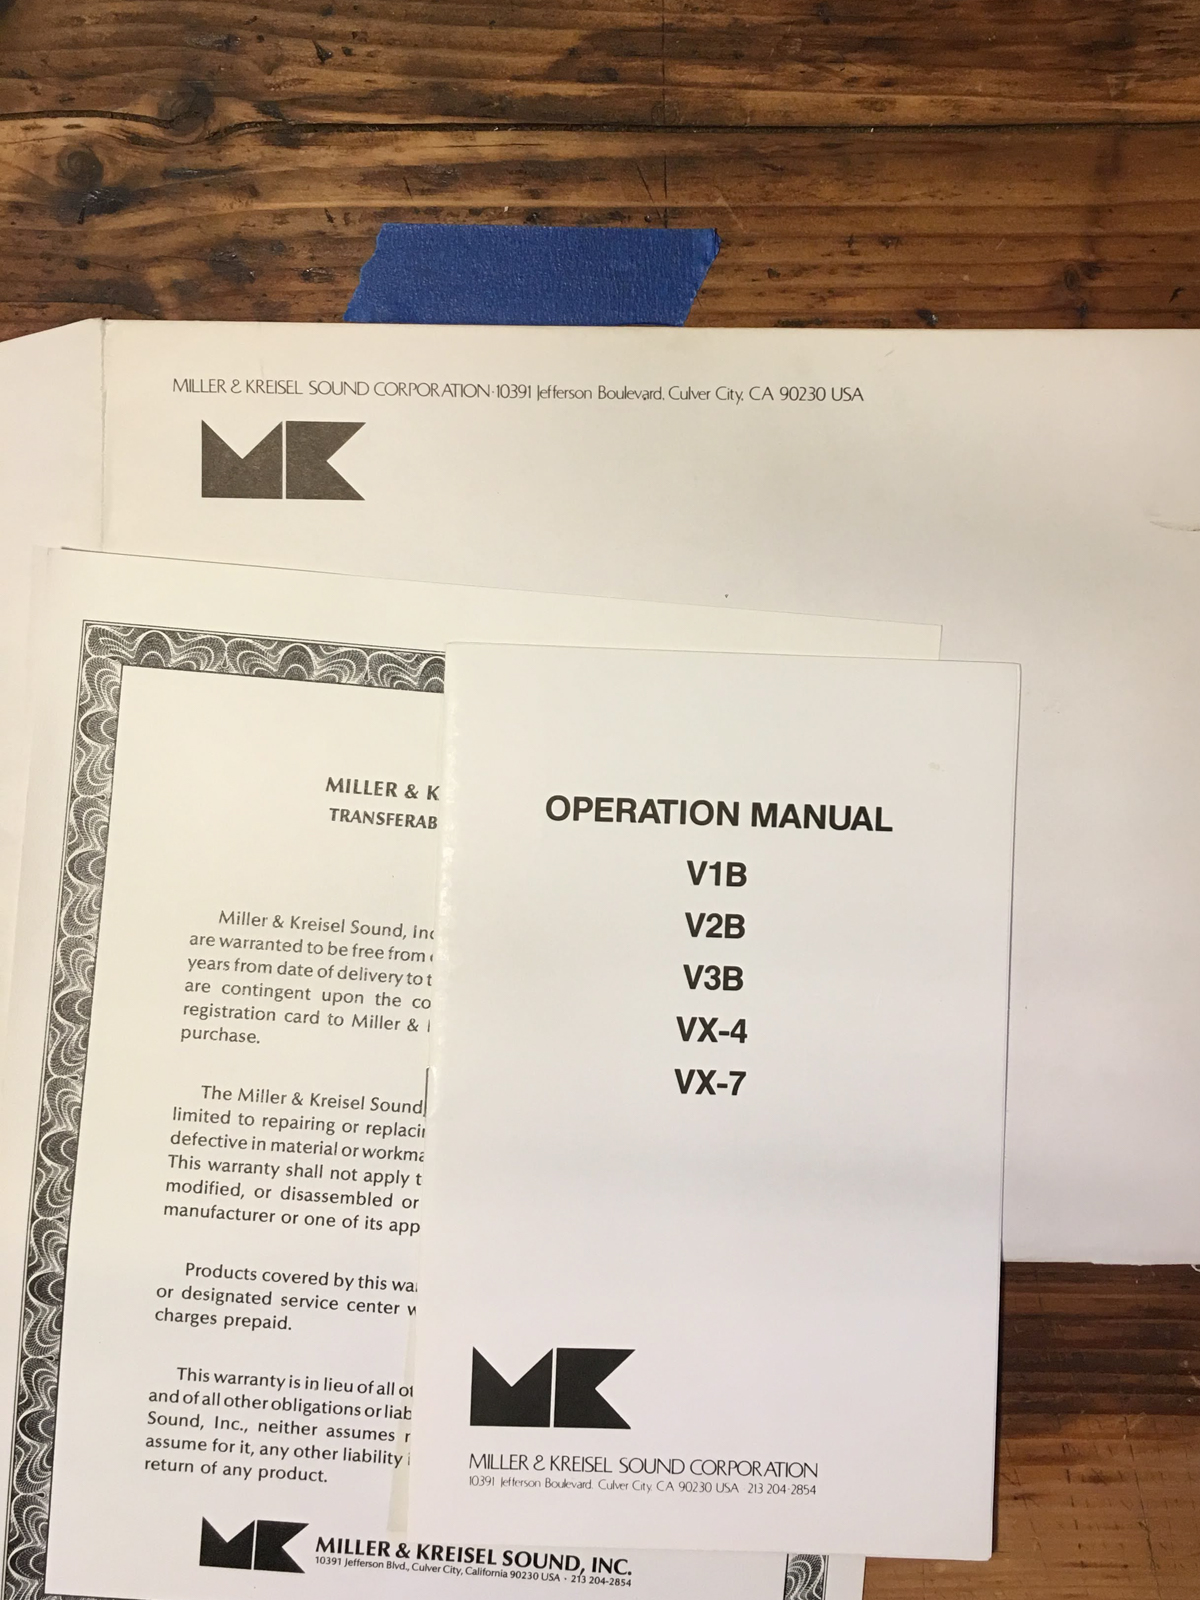 MILLER & KREISEL SOUND CORPORATION·10391 Jefferson Boulevard, Culver City, CA 90230 USA
MK
MILLER & K
TRANSFERAB
Miller & Kreisel Sound, Inc
are warranted to be free from
years from date of delivery to t
are contingent upon the co
registration card to Miller &
purchase.
The Miller & Kreisel Sound
limited to repairing or replacin
defective in material or workma
This warranty shall not apply t
modified, or disassembled or
manufacturer or one of its app
Products covered by this wa
or designated service center w
charges prepaid.
This warranty is in lieu of all ot
and of all other obligations or liab
Sound, Inc., neither assumes
assume for it, any other liability
return of any product.
MK
MILLER & KREISEL SOUND, INC.
10391 Jefferson Blvd., Culver City, California 90230 USA · 213 204-2854
OPERATION MANUAL
V1B
V2B
V3B
VX-4
VX-7
MK
MILLER & KREISEL SOUND CORPORATION
10391 Jefferson Boulevard, Culver City, CA 90230 USA 213 204-2854